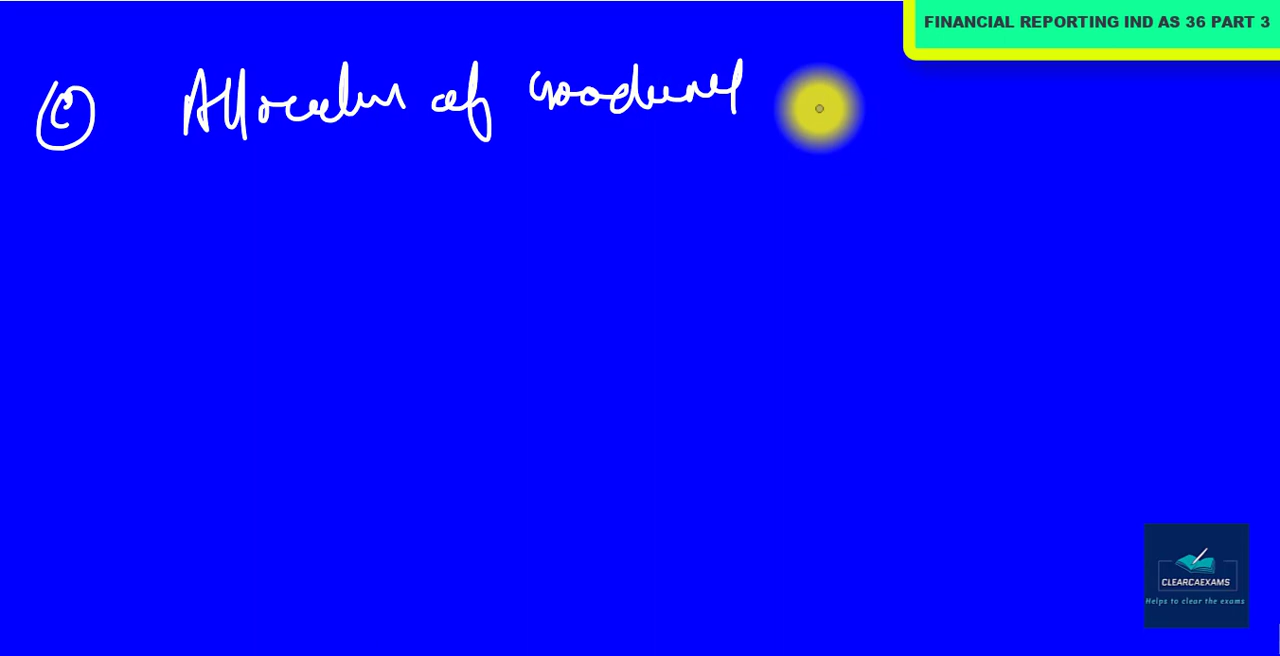 FINANCIAL REPORTING IND AS 36 PART 3
C Allocation of Goodwill
CLEARCAEXAMS
Helps to clear the exams